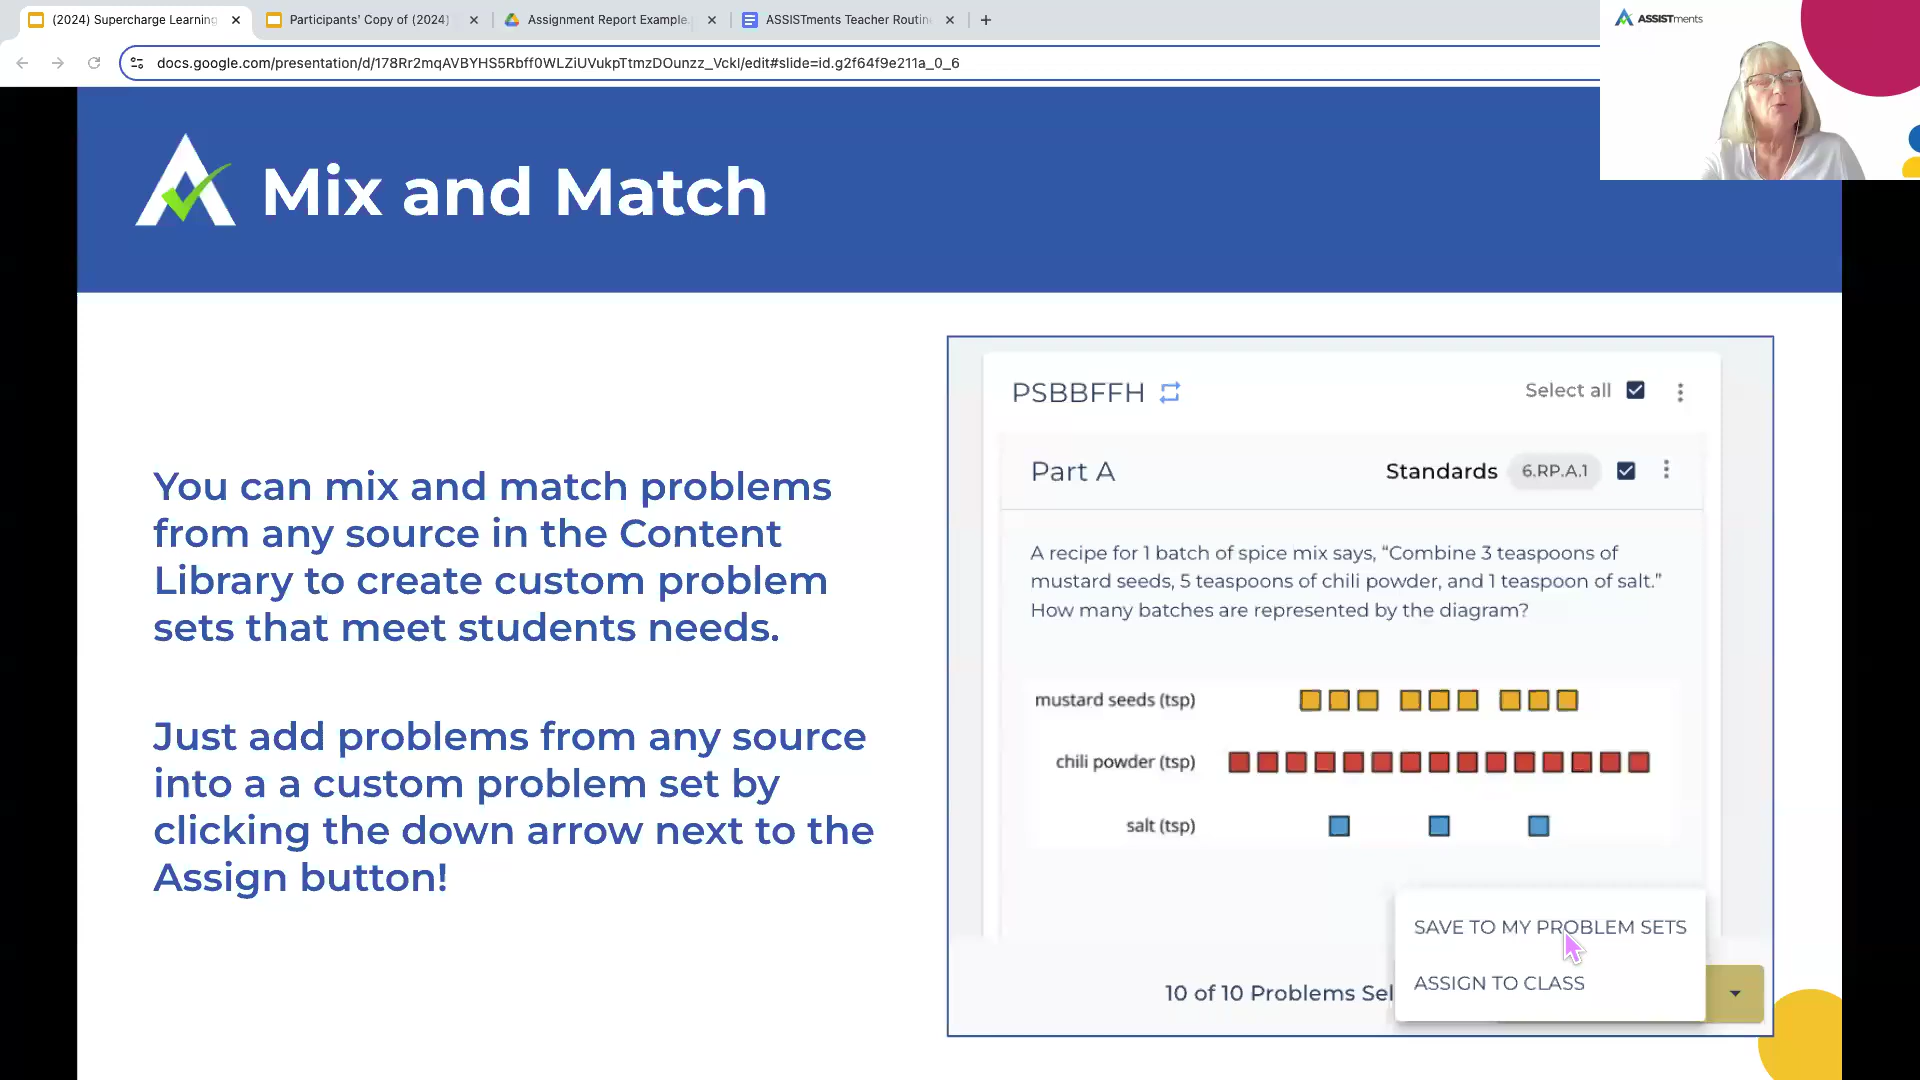 (2024) Supercharge Learning
Participants' Copy of (2024)
Assignment Report Example.
ASSISTments Teacher Routin
docs.google.com/presentation/d/178Rr2mqAVBYHS5Rbff0WLZiUVukpTtmzDOunzz_VckI/edit#slide=id.g2f64f9e211a_0_6
ASSISTments
Mix and Match
You can mix and match problems
from any source in the Content
Library to create custom problem
sets that meet students needs.
Just add problems from any source
into a a custom problem set by
clicking the down arrow next to the
Assign button!
PSBBFFH
Select all
Part A
Standards 6.RP.A.1
A recipe for 1 batch of spice mix says, “Combine 3 teaspoons of
mustard seeds, 5 teaspoons of chili powder, and 1 teaspoon of salt.”
How many batches are represented by the diagram?
mustard seeds (tsp)
chili powder (tsp)
salt (tsp)
SAVE TO MY PROBLEM SETS
ASSIGN TO CLASS
10 of 10 Problems Sel